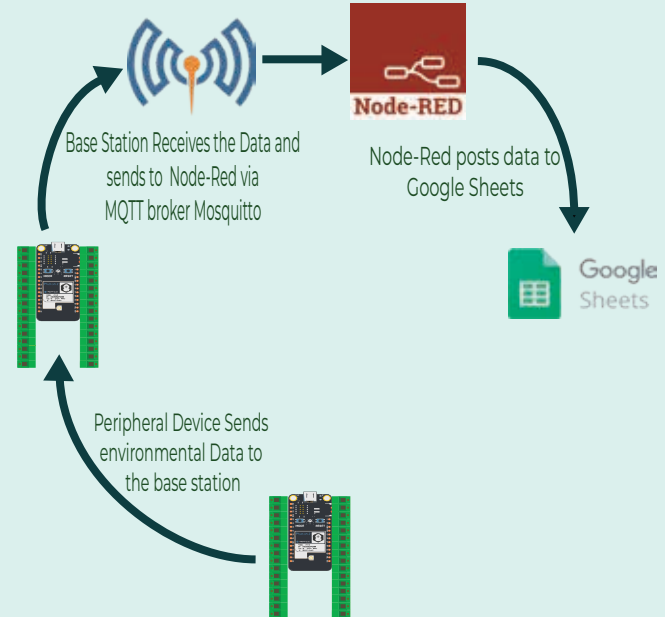 Node-RED
Base Station Receives the Data and
sends to Node-Red via
MQTT broker Mosquitto
Node-Red posts data to
Google Sheets
Google
Sheets
Peripheral Device Sends
environmental Data to
the base station